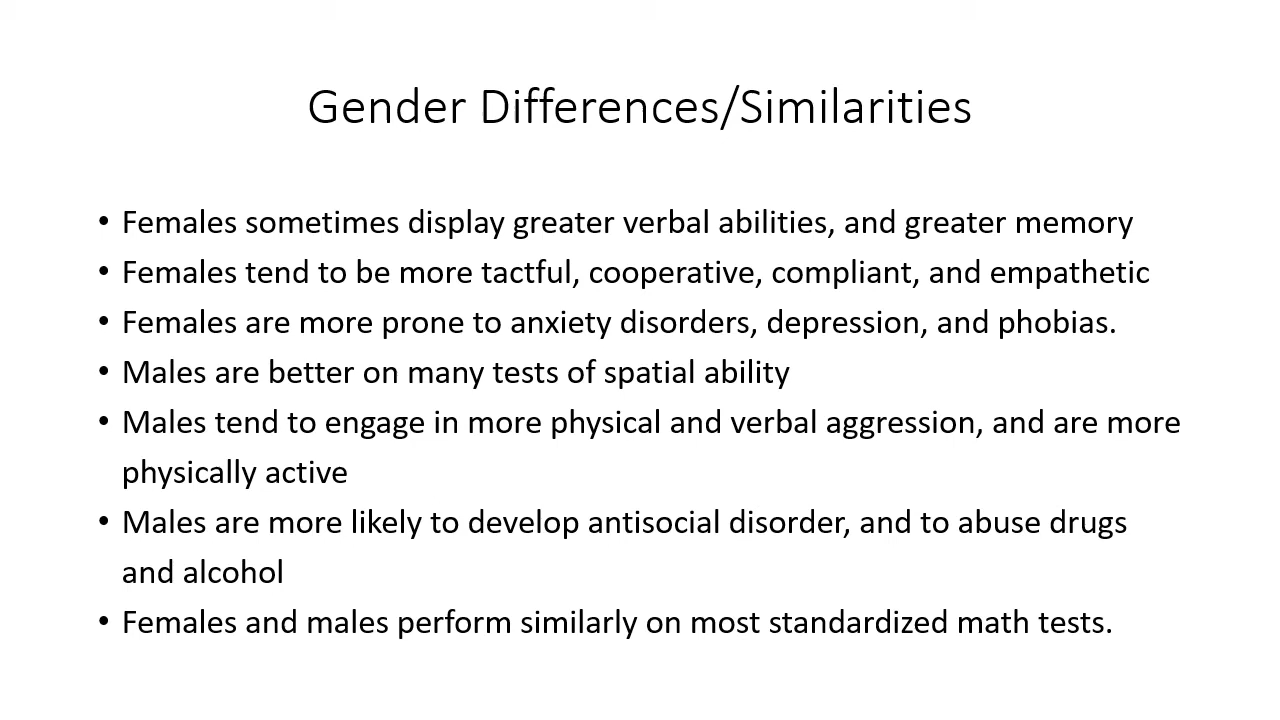 Gender Differences/Similarities
• Females sometimes display greater verbal abilities, and greater memory
• Females tend to be more tactful, cooperative, compliant, and empathetic
• Females are more prone to anxiety disorders, depression, and phobias.
• Males are better on many tests of spatial ability
• Males tend to engage in more physical and verbal aggression, and are more
physically active
• Males are more likely to develop antisocial disorder, and to abuse drugs
and alcohol
• Females and males perform similarly on most standardized math tests.